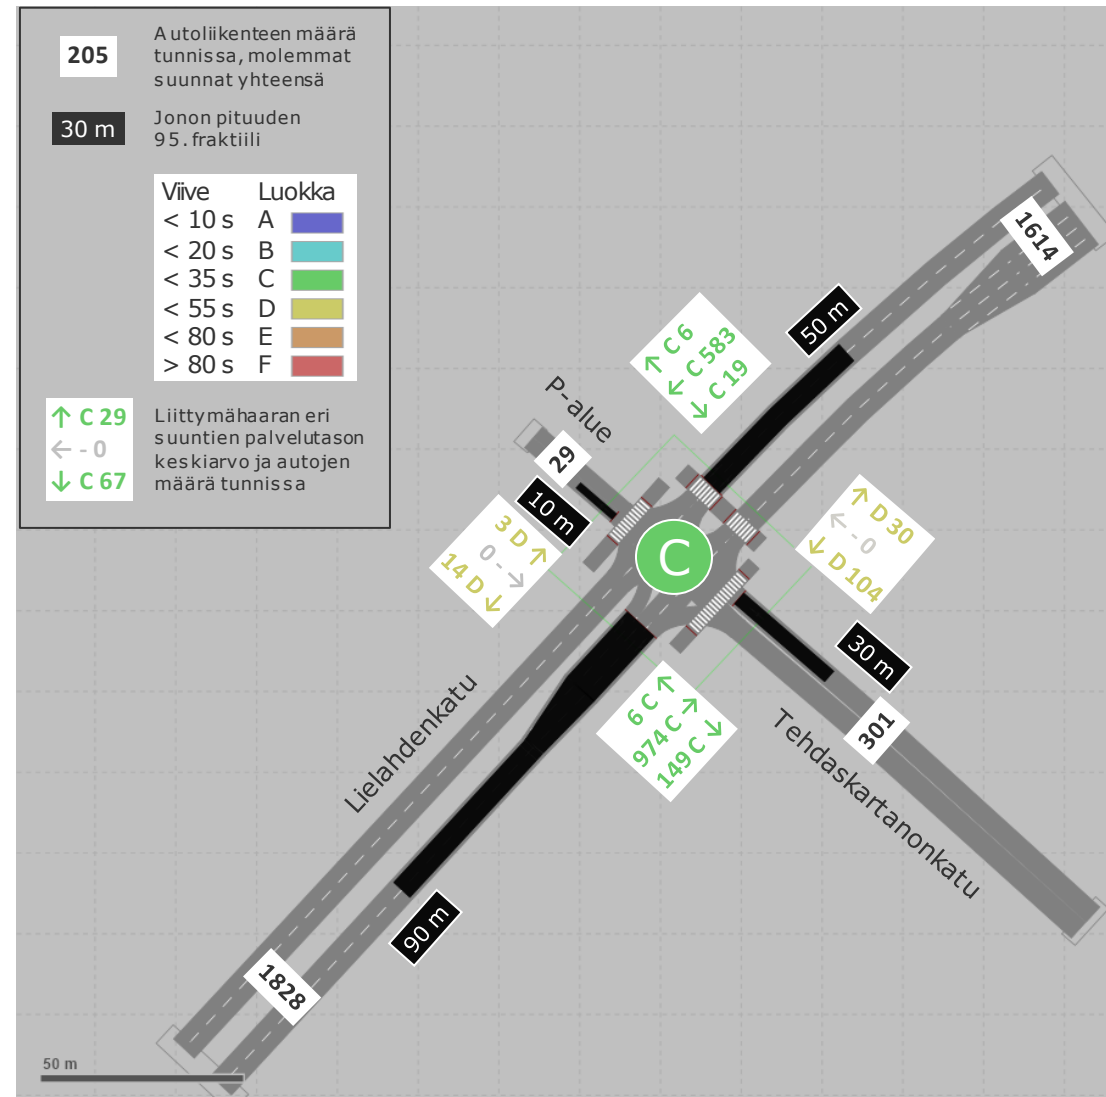 205
Autoliikenteen määrä
tunnissa, molemmat
suunnat yhteensä
30 m
Jonon pituuden
95. fraktiili
Viive Luokka
< 10 s A
< 20 s B
< 35 s C
< 55 s D
< 80 s E
> 80 s F
↑ C 29
← - 0
↓ C 67
Liittymähaaran eri
suuntien palvelutason
keskiarvo ja autojen
määrä tunnissa
1614
50 m
↑ C 6
← C 583
↓ C 19
P-alue
29
10 m
3 D ↑
0 - →
14 D ↓
C
↑ D 30
← - 0
↓ D 104
30 m
301
6 C ↑
974 C →
149 C ↓
Lielahdenkatu
Tehdaskartanonkatu
90 m
1828
50 m